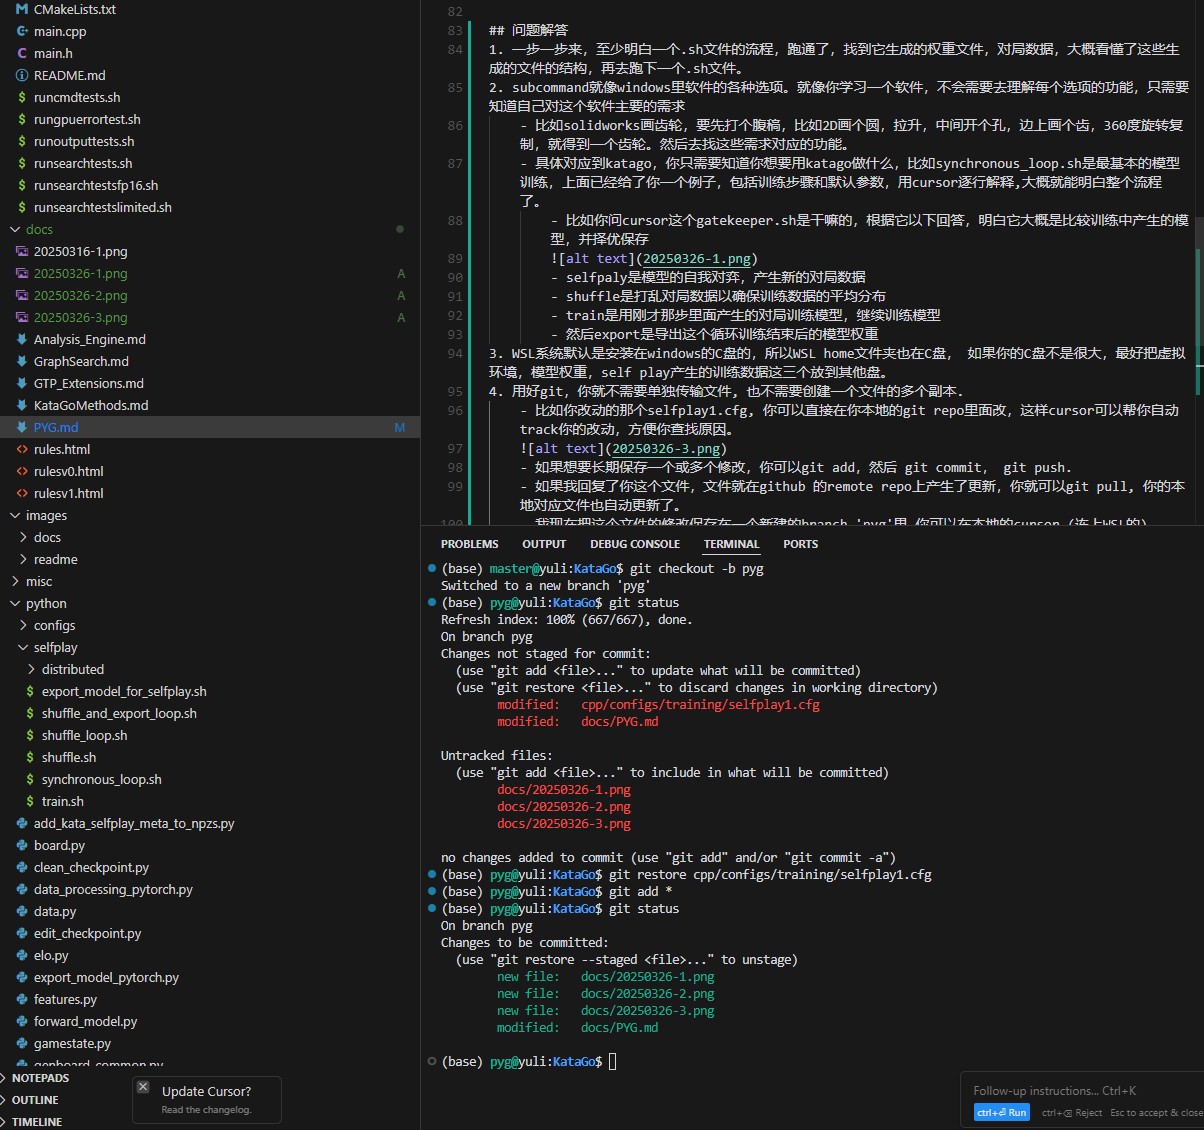 CMakeLists.txt
main.cpp
main.h
README.md
runcmdtests.sh
rungpuerrortest.sh
runoutputtests.sh
runsearchtests.sh
runsearchtestsfp16.sh
runsearchtestslimited.sh
docs
20250316-1.png
20250326-1.png A
20250326-2.png A
20250326-3.png A
Analysis_Engine.md
GraphSearch.md
GTP_Extensions.md
KataGoMethods.md
PYG.md M
rules.html
rulesv0.html
rulesv1.html
images
docs
readme
misc
python
configs
selfplay
distributed
export_model_for_selfplay.sh
shuffle_and_export_loop.sh
shuffle_loop.sh
shuffle.sh
synchronous_loop.sh
train.sh
add_kata_selfplay_meta_to_npzs.py
board.py
clean_checkpoint.py
data_processing_pytorch.py
data.py
edit_checkpoint.py
elo.py
export_model_pytorch.py
features.py
forward_model.py
gamestate.py
genboard_common.py
NOTEPADS
OUTLINE
TIMELINE
Update Cursor?
Read the changelog.
82
83 ## 问题解答
84 1. 一步一步来，至少明白一个.sh文件的流程，跑通了，找到它生成的权重文件，对局数据，大概看懂了这些生
成的文件的结构，再去跑下一个.sh文件。
85 2. subcommand就像windows里软件的各种选项。就像你学习一个软件，不会需要去理解每个选项的功能，只需要
知道自己对这个软件主要的需求
86 - 比如solidworks画齿轮，要先打个腹稿，比如2D画个圆，拉升，中间开个孔，边上画个齿，360度旋转复
制，就得到一个齿轮。然后去找这些需求对应的功能。
87 - 具体对应到katago，你只需要知道你想要用katago做什么，比如synchronous_loop.sh是最基本的模型
训练，上面已经给了你一个例子，包括训练步骤和默认参数，用cursor逐行解释,大概就能明白整个流程
了。
88 - 比如你问cursor这个gatekeeper.sh是干嘛的，根据它以下回答，明白它大概是比较训练中产生的模
型，并择优保存
89 ![alt text](20250326-1.png)
90 - selfpaly是模型的自我对弈，产生新的对局数据
91 - shuffle是打乱对局数据以确保训练数据的平均分布
92 - train是用刚才那步里面产生的对局训练模型，继续训练模型
93 - 然后export是导出这个循环训练结束后的模型权重
94 3. WSL系统默认是安装在windows的C盘的，所以WSL home文件夹也在C盘， 如果你的C盘不是很大，最好把虚拟
环境，模型权重，self play产生的训练数据这三个放到其他盘。
95 4. 用好git，你就不需要单独传输文件，也不需要创建一个文件的多个副本.
96 - 比如你改动的那个selfplay1.cfg, 你可以直接在你本地的git repo里面改，这样cursor可以帮你自动
track你的改动，方便你查找原因。
97 ![alt text](20250326-3.png)
98 - 如果想要长期保存一个或多个修改，你可以git add，然后 git commit， git push.
99 - 如果我回复了你这个文件，文件就在github 的remote repo上产生了更新，你就可以git pull, 你的本
地对应文件也自动更新了。
100 - 我现在把这个文件的修改保存在一个新建的branch 'pyg'里,你可以在本地的cursor (连上WSL的)
PROBLEMS OUTPUT DEBUG CONSOLE TERMINAL PORTS
(base) master@yuli:KataGo$ git checkout -b pyg
Switched to a new branch 'pyg'
(base) pyg@yuli:KataGo$ git status
Refresh index: 100% (667/667), done.
On branch pyg
Changes not staged for commit:
(use "git add <file>..." to update what will be committed)
(use "git restore <file>..." to discard changes in working directory)
modified: cpp/configs/training/selfplay1.cfg
modified: docs/PYG.md
Untracked files:
(use "git add <file>..." to include in what will be committed)
docs/20250326-1.png
docs/20250326-2.png
docs/20250326-3.png
no changes added to commit (use "git add" and/or "git commit -a")
(base) pyg@yuli:KataGo$ git restore cpp/configs/training/selfplay1.cfg
(base) pyg@yuli:KataGo$ git add *
(base) pyg@yuli:KataGo$ git status
On branch pyg
Changes to be committed:
(use "git restore --staged <file>..." to unstage)
new file: docs/20250326-1.png
new file: docs/20250326-2.png
new file: docs/20250326-3.png
modified: docs/PYG.md
(base) pyg@yuli:KataGo$
Follow-up instructions... Ctrl+K
ctrl+⏎ Run ctrl+⌫ Reject Esc to accept & close